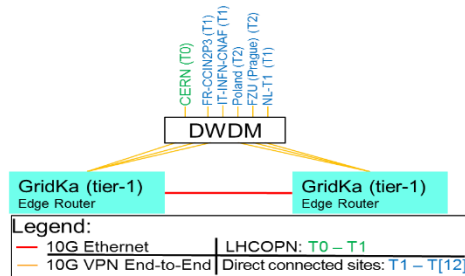 CERN (T0)
FR-CCIN2P3 (T1)
IT-INFN-CNAF (T1)
Poland (T2)
FZU (Prague) (T2)
NL-T1 (T1)
DWDM
GridKa (tier-1)
Edge Router
GridKa (tier-1)
Edge Router
Legend:
10G Ethernet
LHCOPN: T0 – T1
10G VPN End-to-End
Direct connected sites: T1 – T[12]